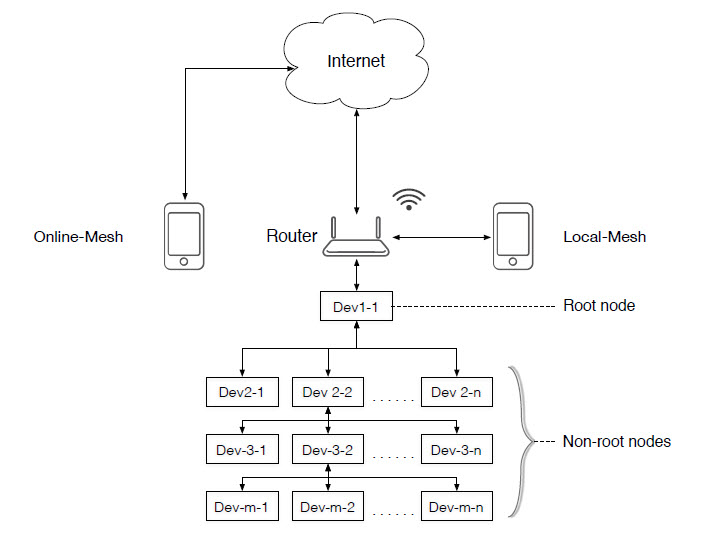 Internet
Online-Mesh
Router
Local-Mesh
Dev1-1
Root node
Dev2-1
Dev 2-2
. . . . . .
Dev 2-n
Dev-3-1
Dev-3-2
. . . . . .
Dev-3-n
Non-root nodes
Dev-m-1
Dev-m-2
. . . . . .
Dev-m-n